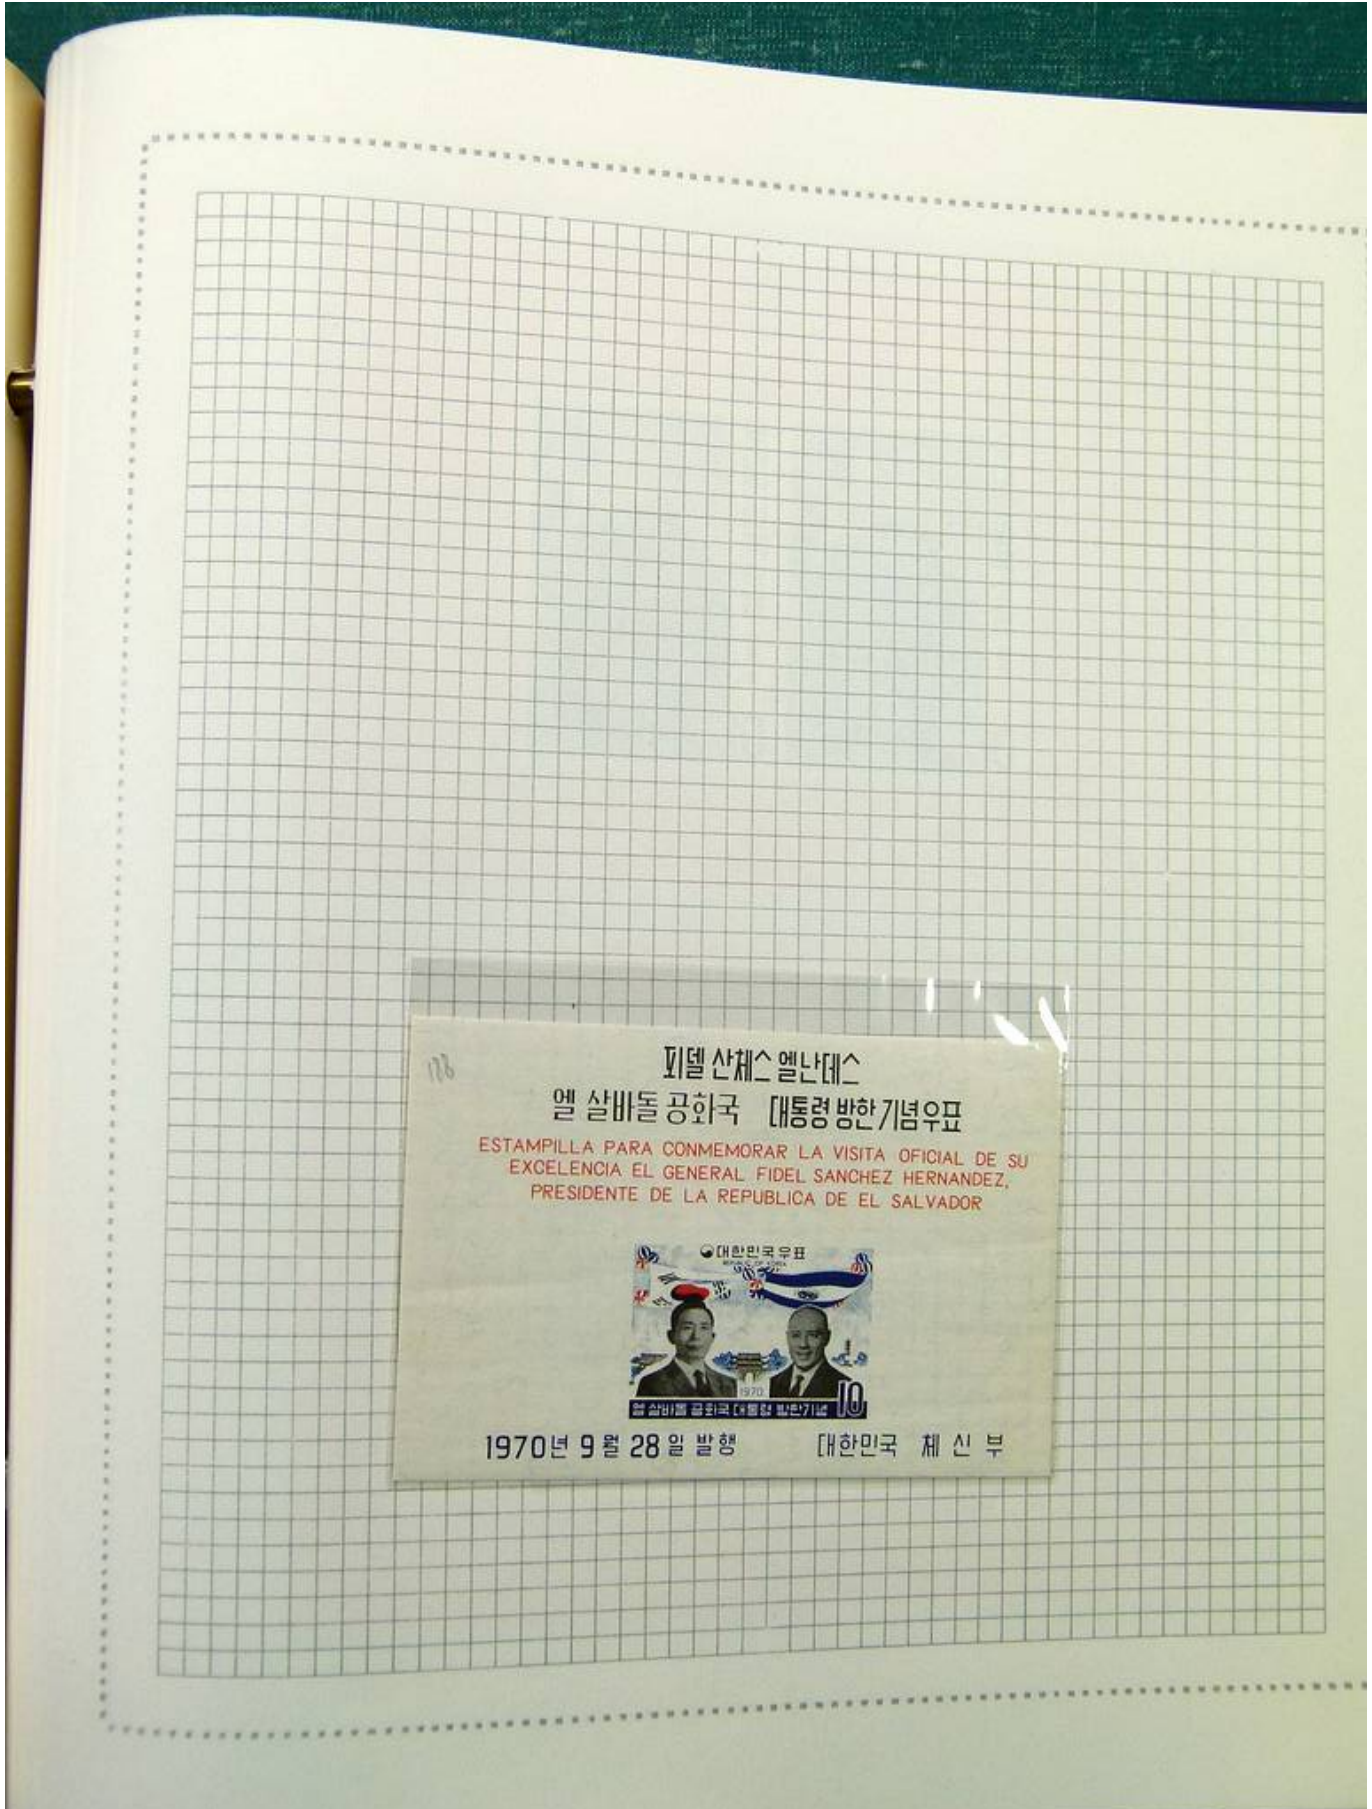 188
피델 산체스 엘난데스
엘 살바돌 공화국 대통령 방한기념우표
ESTAMPILLA PARA CONMEMORAR LA VISITA OFICIAL DE SU
EXCELENCIA EL GENERAL FIDEL SANCHEZ HERNANDEZ,
PRESIDENTE DE LA REPUBLICA DE EL SALVADOR
대한민국우표
REPUBLIC OF KOREA
1970
엘 살바돌 공화국 대통령 방한기념 10
1970년 9월 28일 발행 대한민국 체신부